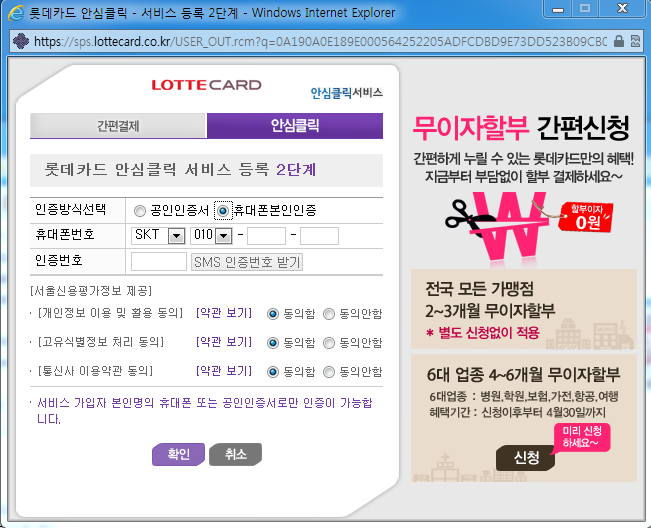 롯데카드 안심클릭 - 서비스 등록 2단계 - Windows Internet Explorer
https://sps.lottecard.co.kr/USER_OUT.rcm?q=0A190A0E189E000564252205ADFCDBD9E73DD523B09CBC
LOTTE CARD
안심클릭서비스
간편결제 안심클릭
롯데카드 안심클릭 서비스 등록 2단계
인증방식선택 공인인증서 휴대폰본인인증
휴대폰번호 SKT 010 - -
인증번호 SMS 인증번호 받기
[서울신용평가정보 제공]
· [개인정보 이용 및 활용 동의] [약관 보기] 동의함 동의안함
· [고유식별정보 처리 동의] [약관 보기] 동의함 동의안함
· [통신사 이용약관 동의] [약관 보기] 동의함 동의안함
· 서비스 가입자 본인명의 휴대폰 또는 공인인증서로만 인증이 가능합
니다.
확인 취소
무이자할부 간편신청
간편하게 누릴 수 있는 롯데카드만의 혜택!
지금부터 부담없이 할부 결제하세요~
₩
할부이자
0원
전국 모든 가맹점
2~3개월 무이자할부
* 별도 신청없이 적용
6대 업종 4~6개월 무이자할부
6대업종 : 병원,학원,보험,가전,항공,여행
혜택기간 : 신청이후부터 4월30일까지
미리 신청
하세요~
신청